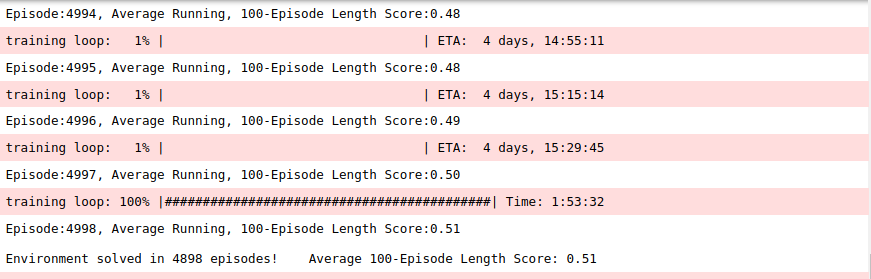 Episode:4994, Average Running, 100-Episode Length Score:0.48
training loop:   1% |                                  | ETA:  4 days, 14:55:11
Episode:4995, Average Running, 100-Episode Length Score:0.48
training loop:   1% |                                  | ETA:  4 days, 15:15:14
Episode:4996, Average Running, 100-Episode Length Score:0.49
training loop:   1% |                                  | ETA:  4 days, 15:29:45
Episode:4997, Average Running, 100-Episode Length Score:0.50
training loop: 100% |###########################################| Time: 1:53:32
Episode:4998, Average Running, 100-Episode Length Score:0.51
Environment solved in 4898 episodes!    Average 100-Episode Length Score: 0.51